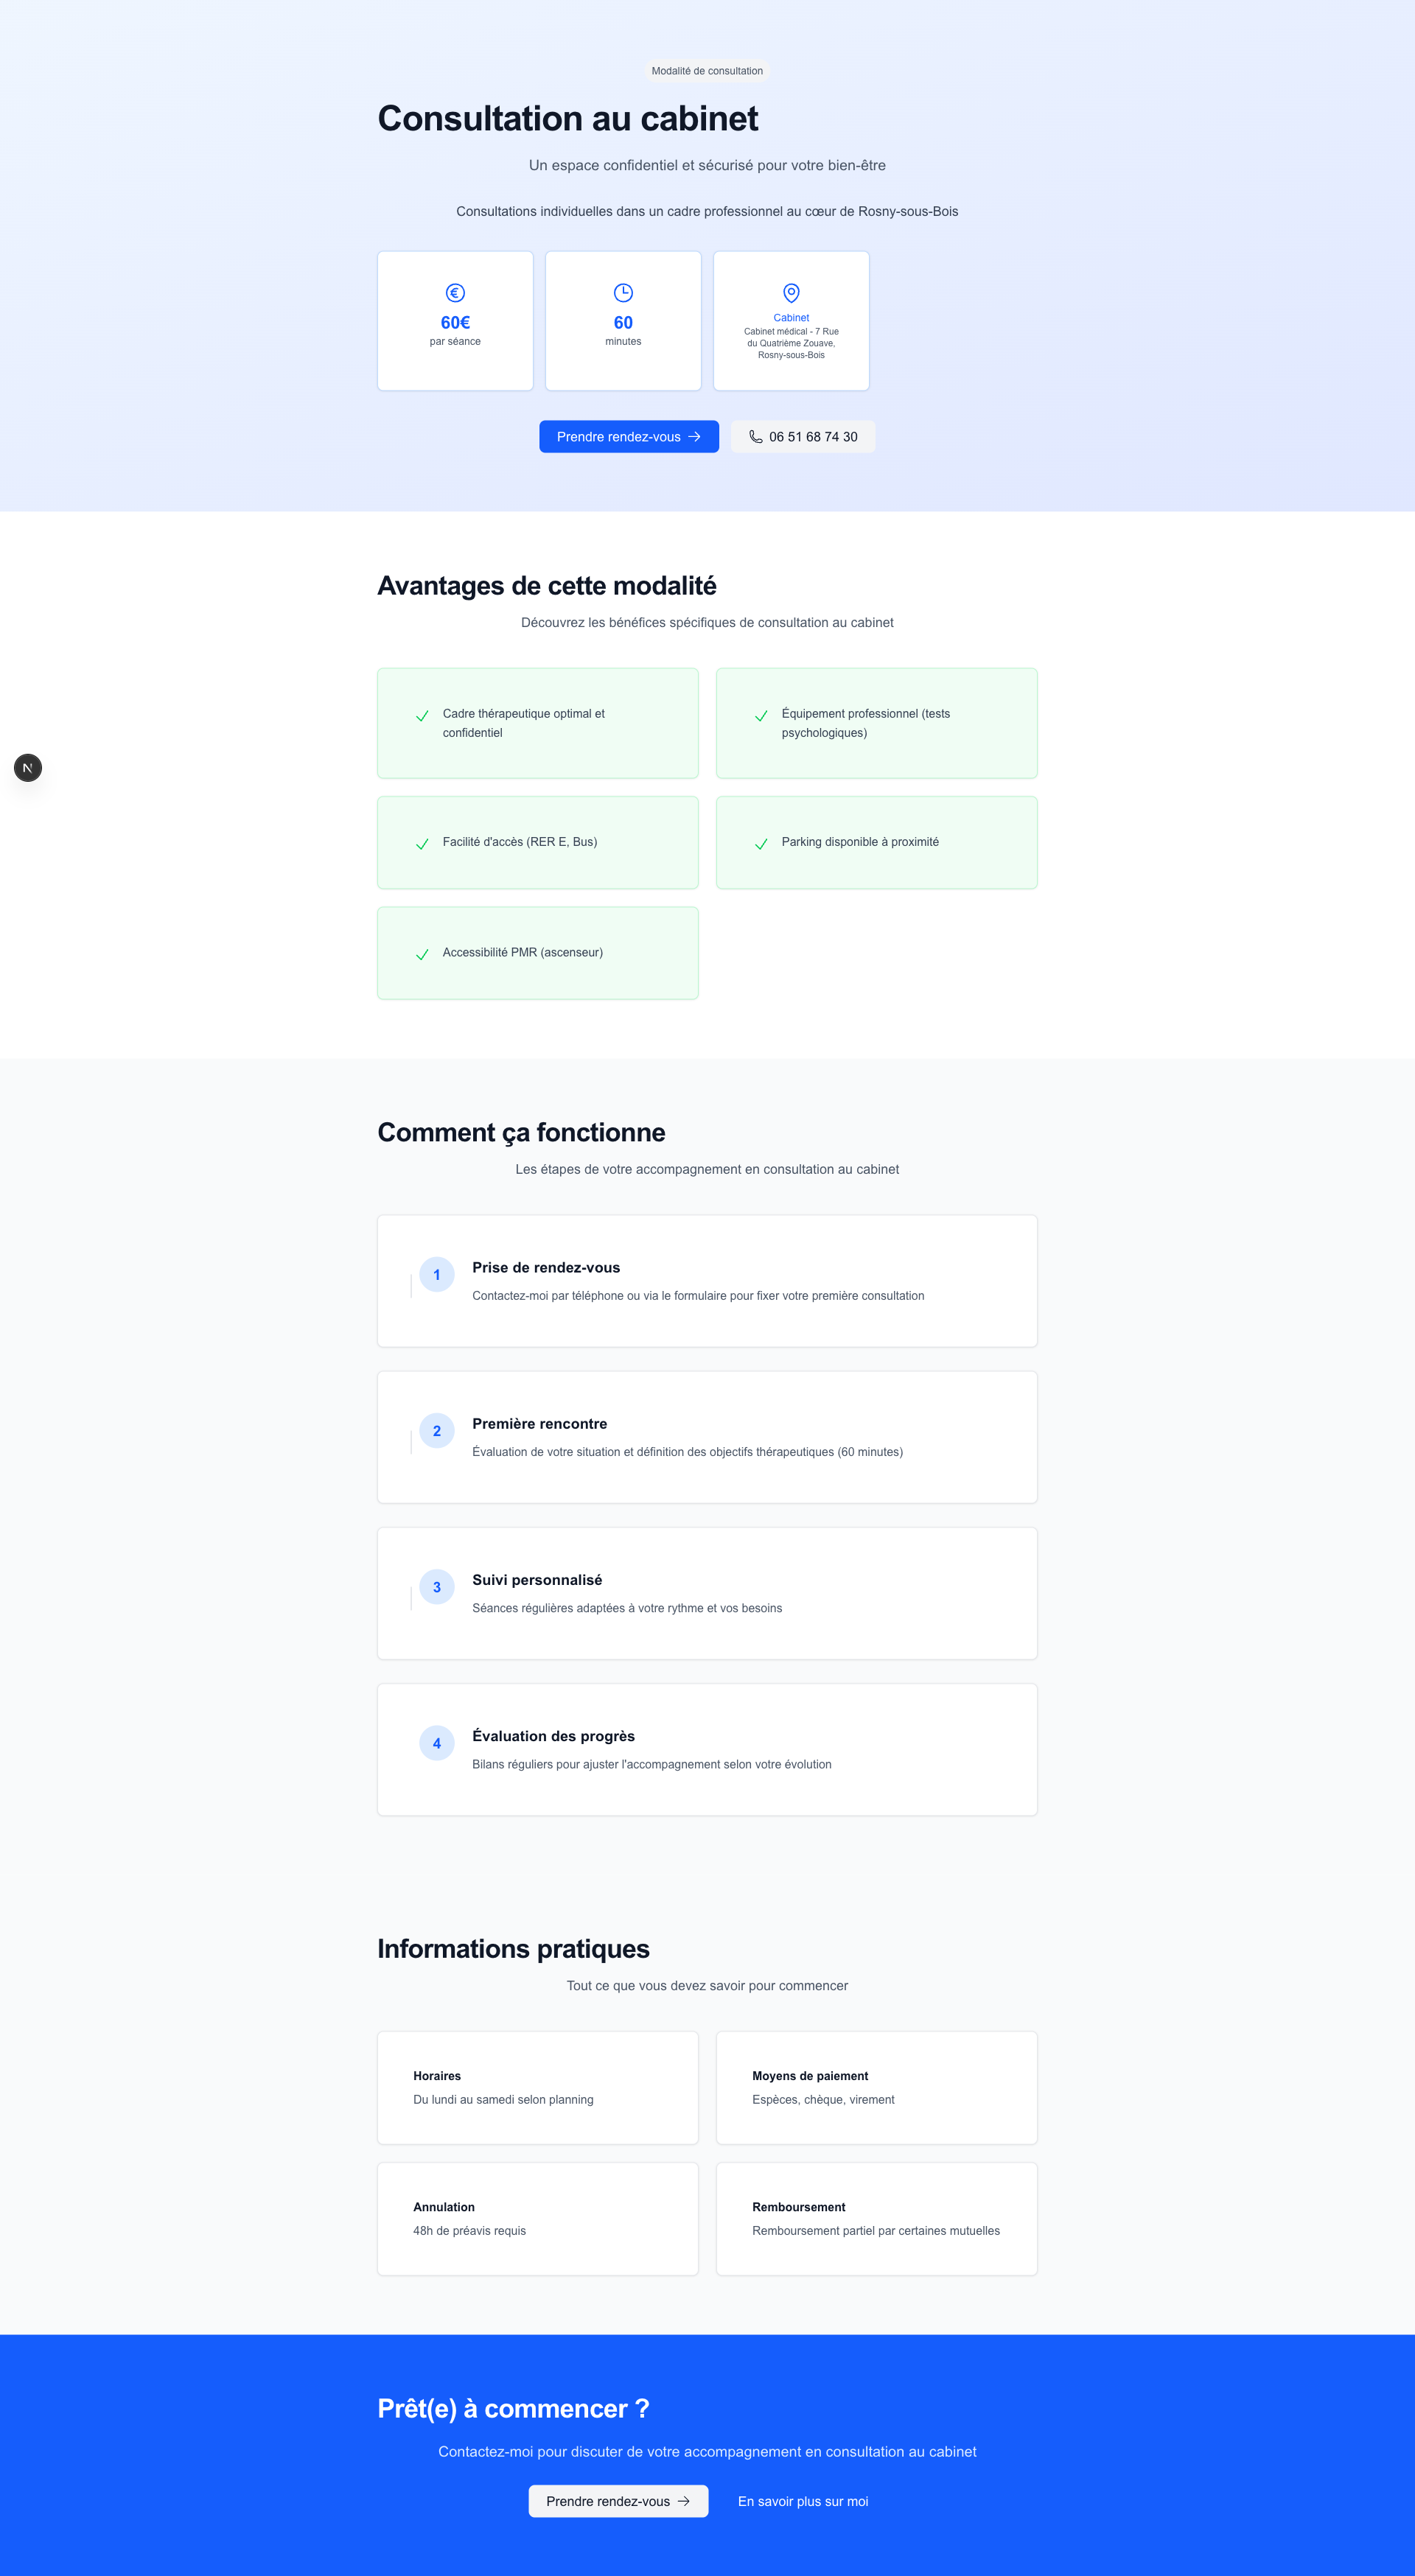 Modalité de consultation
Consultation au cabinet
Un espace confidentiel et sécurisé pour votre bien-être
Consultations individuelles dans un cadre professionnel au cœur de Rosny-sous-Bois
60€
par séance
60
minutes
Cabinet
Cabinet médical - 7 Rue
du Quatrième Zouave,
Rosny-sous-Bois
Prendre rendez-vous
06 51 68 74 30
Avantages de cette modalité
Découvrez les bénéfices spécifiques de consultation au cabinet
Cadre thérapeutique optimal et
confidentiel
Équipement professionnel (tests
psychologiques)
Facilité d'accès (RER E, Bus)
Parking disponible à proximité
Accessibilité PMR (ascenseur)
N
Comment ça fonctionne
Les étapes de votre accompagnement en consultation au cabinet
1
Prise de rendez-vous
Contactez-moi par téléphone ou via le formulaire pour fixer votre première consultation
2
Première rencontre
Évaluation de votre situation et définition des objectifs thérapeutiques (60 minutes)
3
Suivi personnalisé
Séances régulières adaptées à votre rythme et vos besoins
4
Évaluation des progrès
Bilans réguliers pour ajuster l'accompagnement selon votre évolution
Informations pratiques
Tout ce que vous devez savoir pour commencer
Horaires
Du lundi au samedi selon planning
Moyens de paiement
Espèces, chèque, virement
Annulation
48h de préavis requis
Remboursement
Remboursement partiel par certaines mutuelles
Prêt(e) à commencer ?
Contactez-moi pour discuter de votre accompagnement en consultation au cabinet
Prendre rendez-vous
En savoir plus sur moi